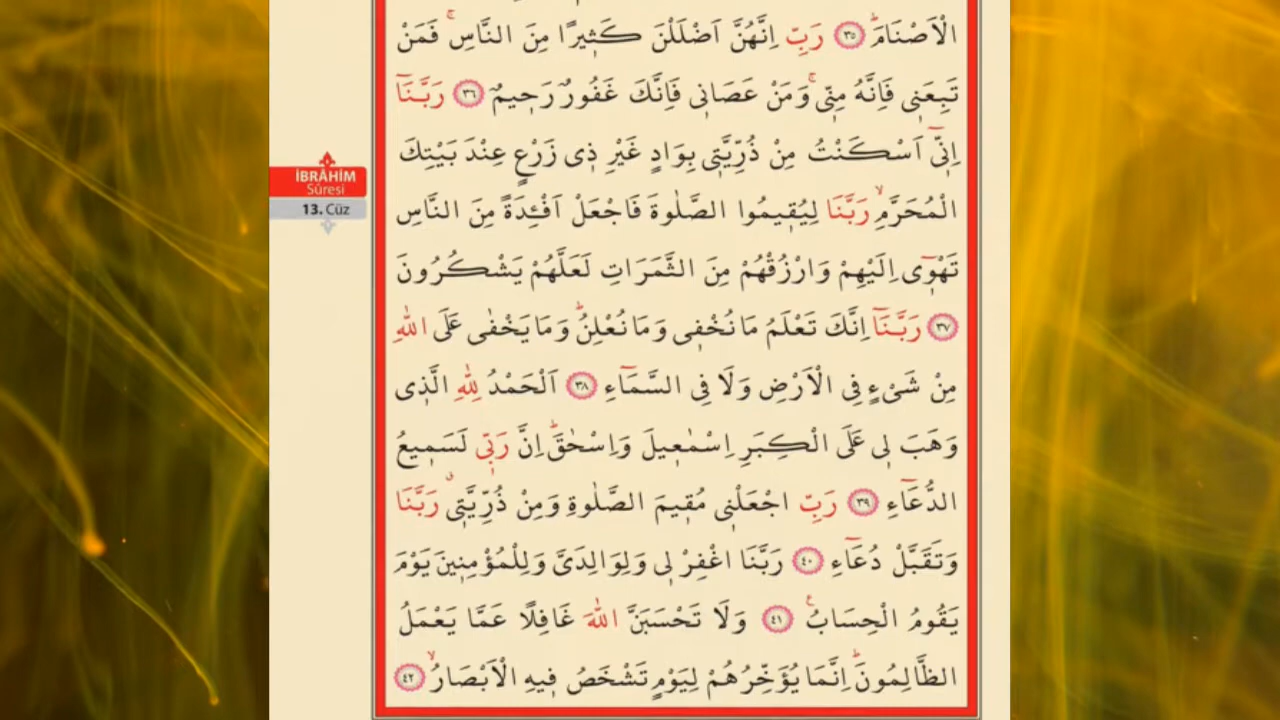 الْاَصْنَامَۜ ﴿٣٥﴾ رَبِّ اِنَّهُنَّ اَضْلَلْنَ كَث۪يرًا مِنَ النَّاسِۚ فَمَنْ
تَبِعَن۪ي فَاِنَّهُ مِنّ۪يۚ وَمَنْ عَصَان۪ي فَاِنَّكَ غَفُورٌ رَح۪يمٌ ﴿٣٦﴾ رَبَّنَٓا
اِنّ۪ٓي اَسْكَنْتُ مِنْ ذُرِّيَّت۪ي بِوَادٍ غَيْرِ ذ۪ي زَرْعٍ عِنْدَ بَيْتِكَ
الْمُحَرَّمِۙ رَبَّنَا لِيُق۪يمُوا الصَّلٰوةَ فَاجْعَلْ اَفْـِٔدَةً مِنَ النَّاسِ
تَهْو۪ٓي اِلَيْهِمْ وَارْزُقْهُمْ مِنَ الثَّمَرَاتِ لَعَلَّهُمْ يَشْكُرُونَ
﴿٣٧﴾ رَبَّنَٓا اِنَّكَ تَعْلَمُ مَا نُخْف۪ي وَمَا نُعْلِنُۜ وَمَا يَخْفٰى عَلَى اللّٰهِ
مِنْ شَيْءٍ فِي الْاَرْضِ وَلَا فِي السَّمَٓاءِ ﴿٣٨﴾ اَلْحَمْدُ لِلّٰهِ الَّذ۪ي
وَهَبَ ل۪ي عَلَى الْكِبَرِ اِسْمٰع۪يلَ وَاِسْحٰقَۜ اِنَّ رَبّ۪ي لَسَم۪يعُ
الدُّعَٓاءِ ﴿٣٩﴾ رَبِّ اجْعَلْن۪ي مُق۪يمَ الصَّلٰوةِ وَمِنْ ذُرِّيَّت۪يۗ رَبَّنَا
وَتَقَبَّلْ دُعَٓاءِ ﴿٤٠﴾ رَبَّنَا اغْفِرْ ل۪ي وَلِوَالِدَيَّ وَلِلْمُؤْمِن۪ينَ يَوْمَ
يَقُومُ الْحِسَابُ۟ ﴿٤١﴾ وَلَا تَحْسَبَنَّ اللّٰهَ غَافِلًا عَمَّا يَعْمَلُ
الظَّالِمُونَۜ اِنَّمَا يُؤَخِّرُهُمْ لِيَوْمٍ تَشْخَصُ ف۪يهِ الْاَبْصَارُۙ ﴿٤٢﴾
İBRÂHİM
Sûresi
13. Cüz